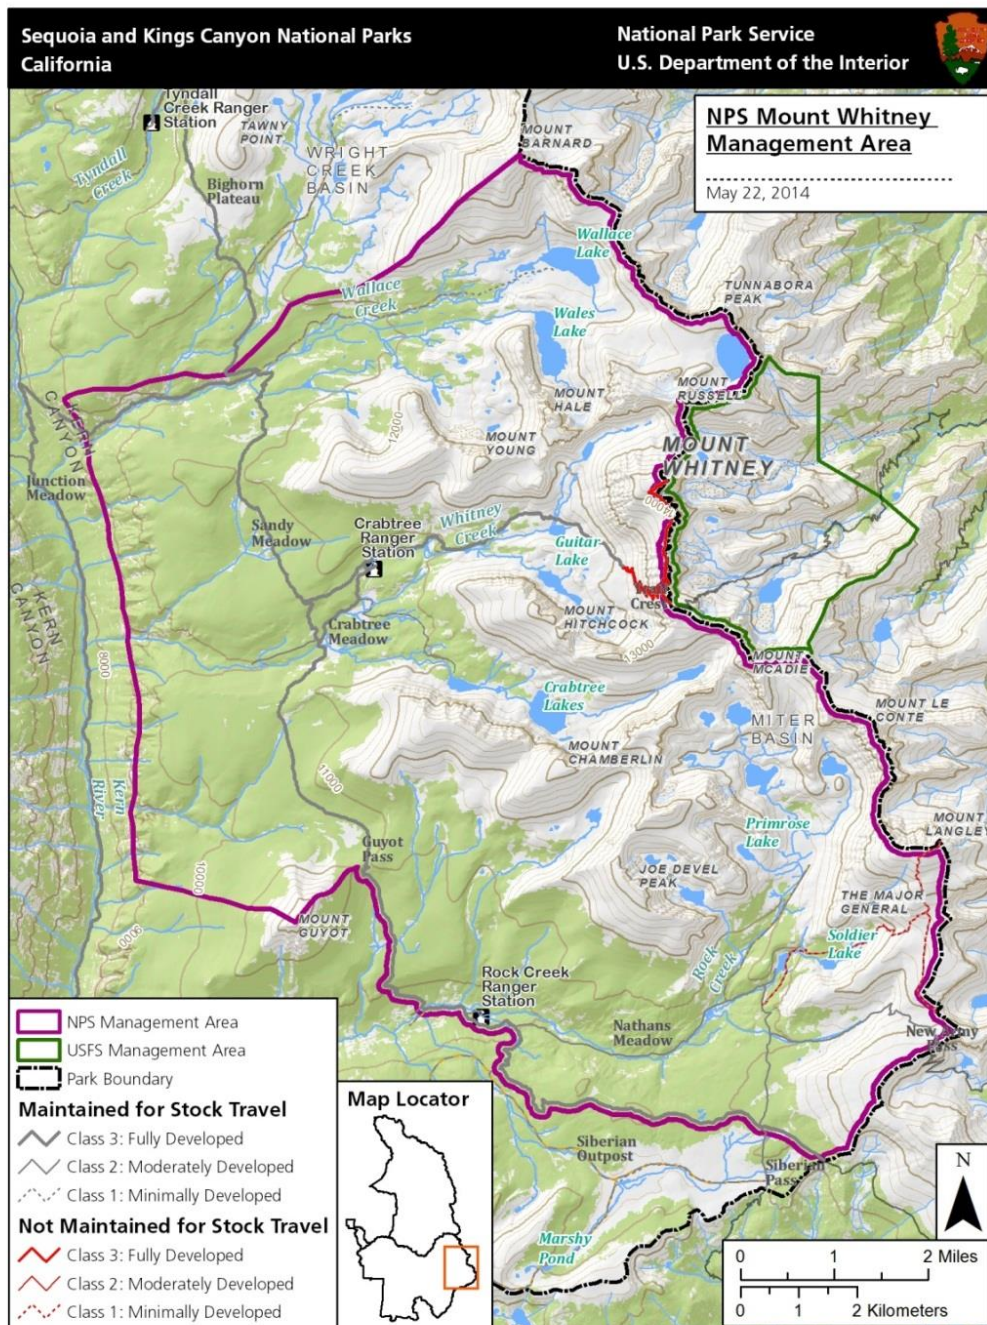 Sequoia and Kings Canyon National Parks
California
National Park Service
U.S. Department of the Interior
NPS Mount Whitney
Management Area
May 22, 2014
Tyndall
Creek Ranger
Station
TAWNY
POINT
MOUNT
BARNARD
WRIGHT
CREEK
BASIN
Tyndall
Creek
Bighorn
Plateau
Wallace
Lake
Wallace
Creek
TUNNABORA
PEAK
Wales
Lake
MOUNT
HALE
MOUNT
RUSSELL
KERN
CANYON
12000
MOUNT
YOUNG
MOUNT
WHITNEY
Junction
Meadow
14000
Sandy
Meadow
Crabtree
Ranger
Station
Whitney
Creek
Guitar
Lake
KERN
CANYON
Crest
MOUNT
HITCHCOCK
Crabtree
Meadow
13000
MOUNT
MCADIE
8000
Crabtree
Lakes
MOUNT LE
CONTE
MITER
BASIN
MOUNT
CHAMBERLIN
11000
Kern
River
Primrose
Lake
MOUNT
LANGLEY
Guyot
Pass
10000
JOE DEVEL
PEAK
THE MAJOR
GENERAL
MOUNT
GUYOT
9000
Soldier
Lake
Rock
Creek
Rock Creek
Ranger
Station
Nathans
Meadow
New Army
Pass
Siberian
Outpost
Siberian
Pass
Marshy
Pond
NPS Management Area
USFS Management Area
Park Boundary
Maintained for Stock Travel
Class 3: Fully Developed
Class 2: Moderately Developed
Class 1: Minimally Developed
Not Maintained for Stock Travel
Class 3: Fully Developed
Class 2: Moderately Developed
Class 1: Minimally Developed
Map Locator
N
0 1 2 Miles
0 1 2 Kilometers